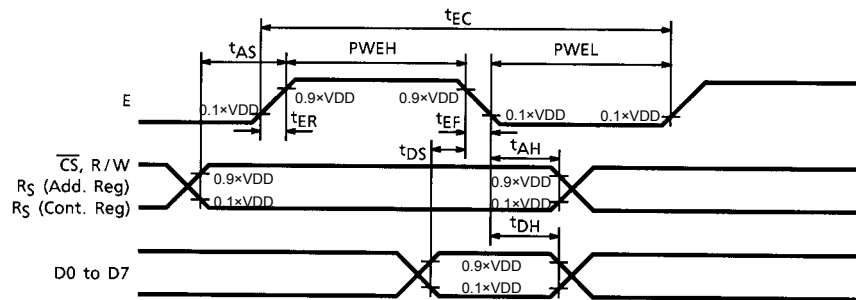 tEC
tAS PWEH PWEL
E 0.1×VDD 0.9×VDD 0.9×VDD 0.1×VDD 0.1×VDD
tER tEF
tDS tAH
CS, R/W
RS (Add. Reg) 0.9×VDD 0.9×VDD
RS (Cont. Reg) 0.1×VDD 0.1×VDD
tDH
D0 to D7 0.9×VDD
0.1×VDD